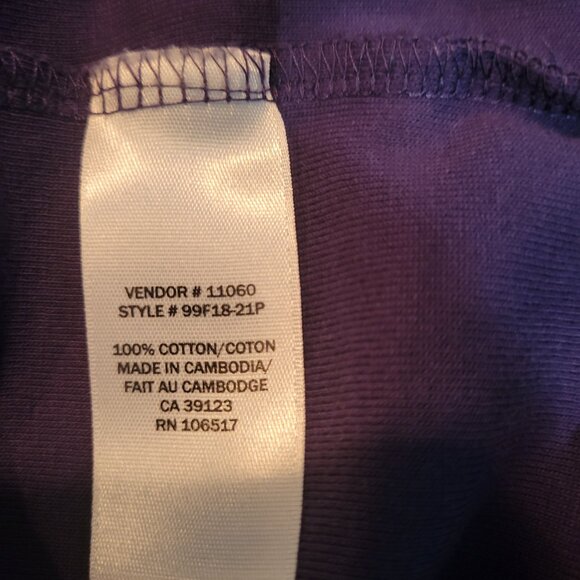 VENDOR # 11060
STYLE # 99F18-21P
100% COTTON/COTON
MADE IN CAMBODIA/
FAIT AU CAMBODGE
CA 39123
RN 106517